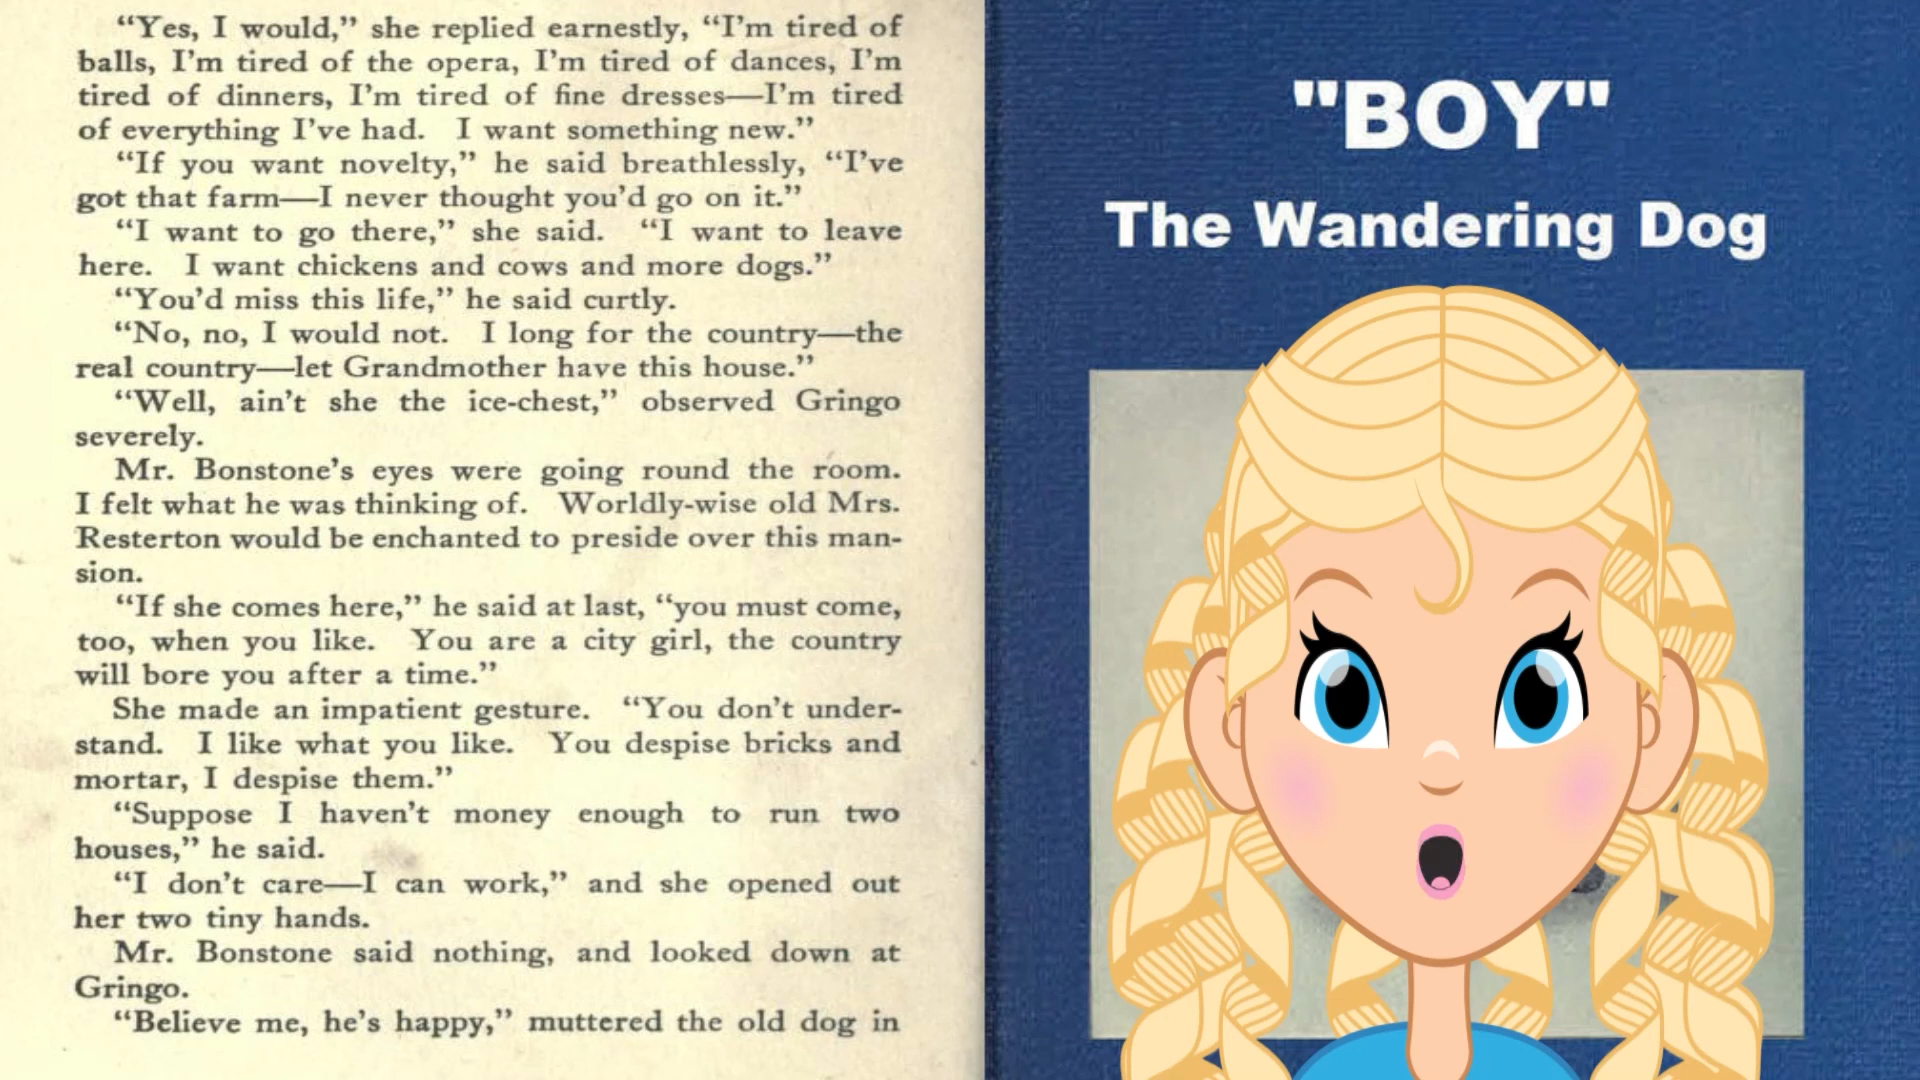 “Yes, I would,” she replied earnestly, “I'm tired of
balls, I'm tired of the opera, I'm tired of dances, I'm
tired of dinners, I'm tired of fine dresses—I'm tired
of everything I've had. I want something new.”
“If you want novelty,” he said breathlessly, “I've
got that farm—I never thought you'd go on it.”
“I want to go there,” she said. “I want to leave
here. I want chickens and cows and more dogs.”
“You'd miss this life,” he said curtly.
“No, no, I would not. I long for the country—the
real country—let Grandmother have this house.”
“Well, ain't she the ice-chest,” observed Gringo
severely.
Mr. Bonstone's eyes were going round the room.
I felt what he was thinking of. Worldly-wise old Mrs.
Resterton would be enchanted to preside over this man-
sion.
“If she comes here,” he said at last, “you must come,
too, when you like. You are a city girl, the country
will bore you after a time.”
She made an impatient gesture. “You don't under-
stand. I like what you like. You despise bricks and
mortar, I despise them.”
“Suppose I haven't money enough to run two
houses,” he said.
“I don't care—I can work,” and she opened out
her two tiny hands.
Mr. Bonstone said nothing, and looked down at
Gringo.
“Believe me, he's happy,” muttered the old dog in
"BOY"
The Wandering Dog